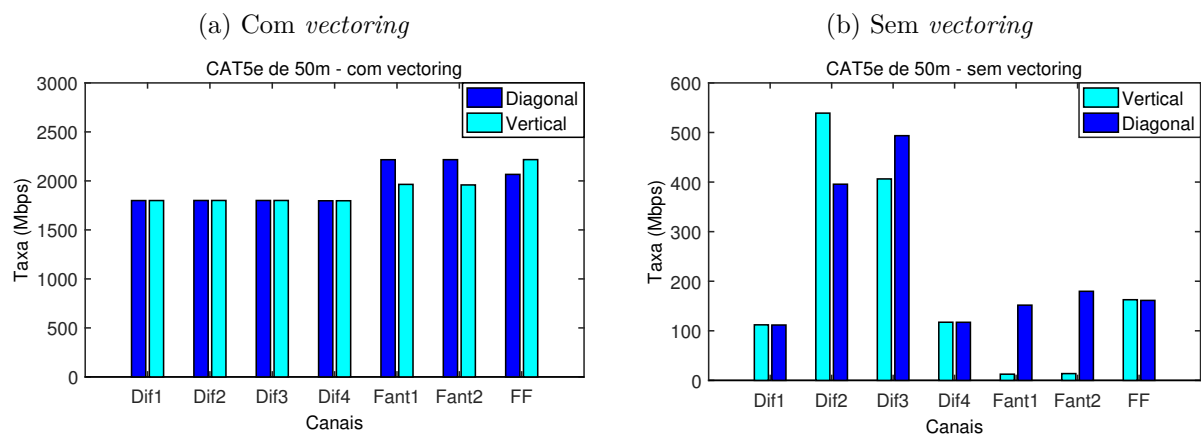 (a) Com vectoring
CAT5e de 50m - com vectoring
3000
2500
2000
1500
1000
500
0
Taxa (Mbps)
Diagonal
Vertical
Dif1 Dif2 Dif3 Dif4 Fant1 Fant2 FF
Canais
(b) Sem vectoring
CAT5e de 50m - sem vectoring
600
500
400
300
200
100
0
Taxa (Mbps)
Vertical
Diagonal
Dif1 Dif2 Dif3 Dif4 Fant1 Fant2 FF
Canais